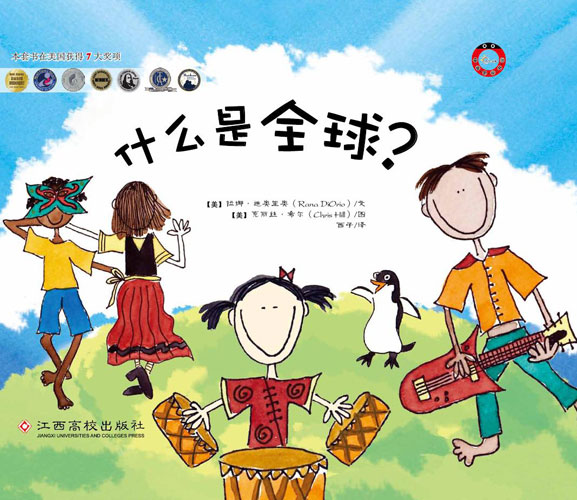 本套书在美国获得 7 大奖项
什么是全球?
【美】拉娜·迪奥里奥(Rana DiOrio)/文
【美】克丽丝·希尔(Chris Hill)/图
西子/译
江西高校出版社
JIANGXI UNIVERSITIES AND COLLEGES PRESS